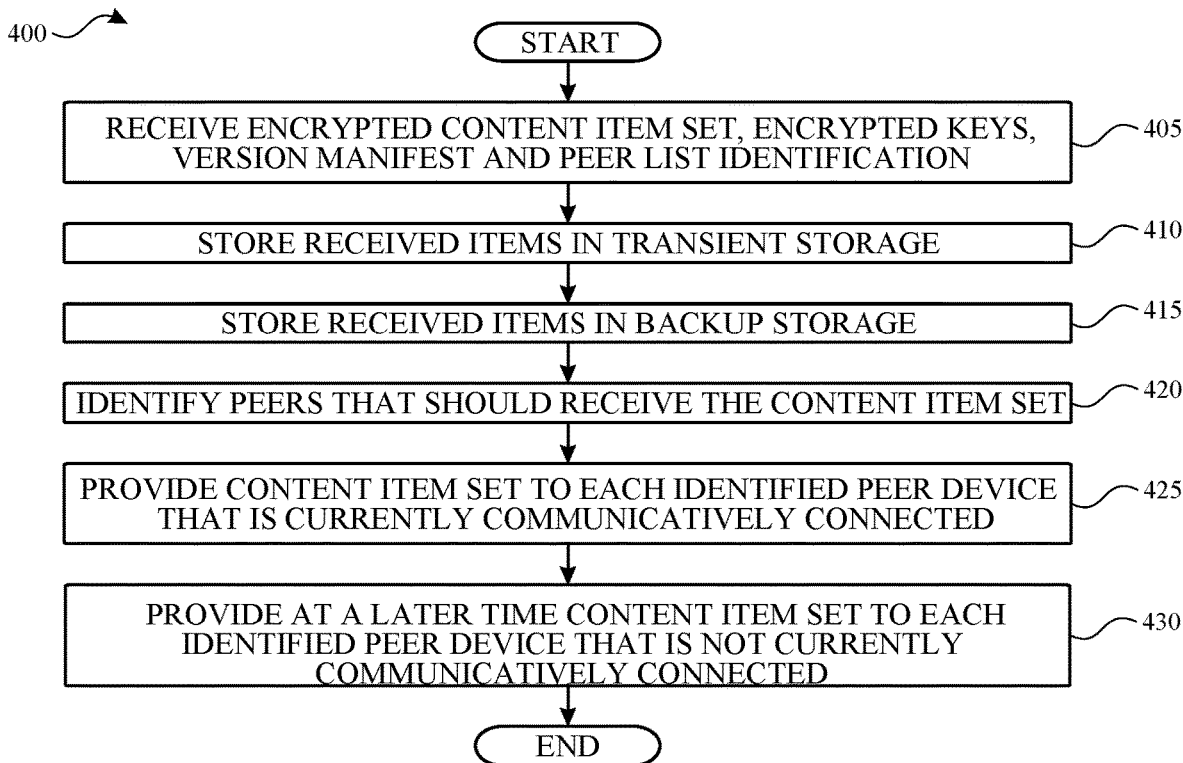 400
START
RECEIVE ENCRYPTED CONTENT ITEM SET, ENCRYPTED KEYS,
VERSION MANIFEST AND PEER LIST IDENTIFICATION
405
STORE RECEIVED ITEMS IN TRANSIENT STORAGE
410
STORE RECEIVED ITEMS IN BACKUP STORAGE
415
IDENTIFY PEERS THAT SHOULD RECEIVE THE CONTENT ITEM SET
420
PROVIDE CONTENT ITEM SET TO EACH IDENTIFIED PEER DEVICE
THAT IS CURRENTLY COMMUNICATIVELY CONNECTED
425
PROVIDE AT A LATER TIME CONTENT ITEM SET TO EACH
IDENTIFIED PEER DEVICE THAT IS NOT CURRENTLY
COMMUNICATIVELY CONNECTED
430
END